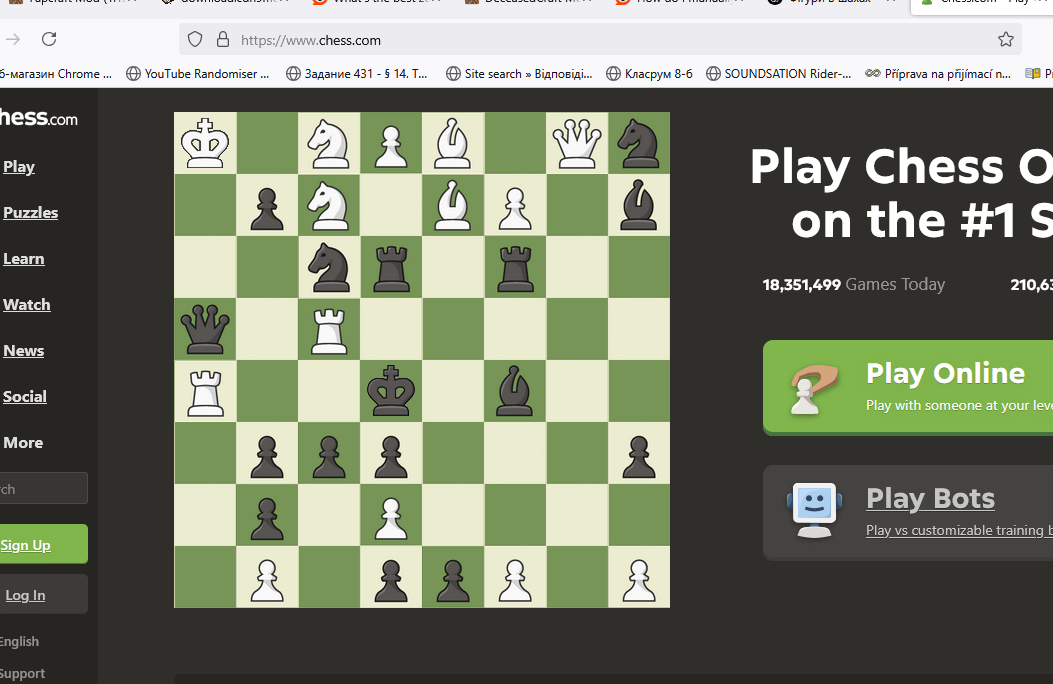 https://www.chess.com
б-магазин Chrome ... YouTube Randomiser ... Задание 431 - § 14. Т... Site search » Відповіді... Класрум 8-б SOUNDSATION Rider-... Příprava na přijímací n...
hess.com
Play
Puzzles
Learn
Watch
News
Social
More
rch
Sign Up
Log In
English
Support
Play Chess O
on the #1 S
18,351,499 Games Today 210,63
Play Online
Play with someone at your leve
Play Bots
Play vs customizable training b